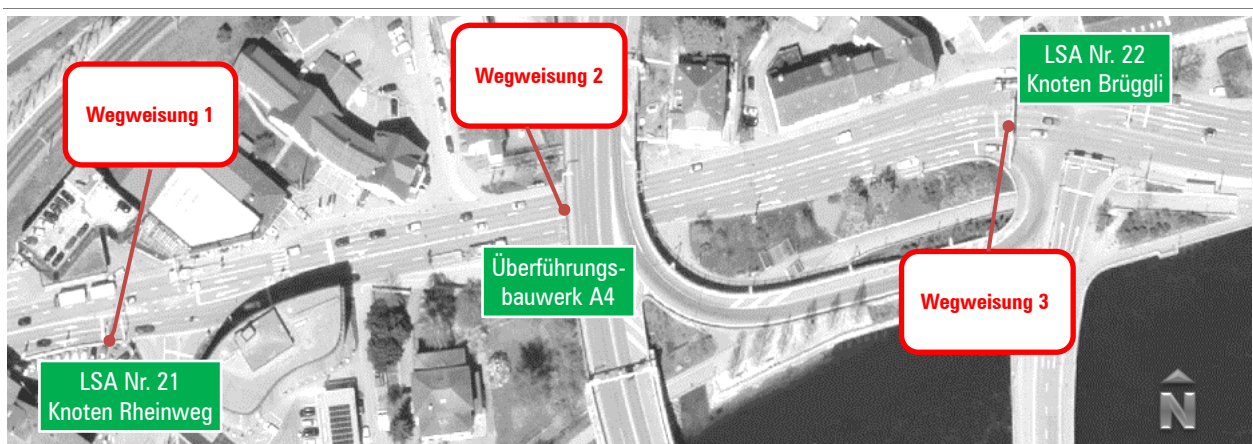 Wegweisung 1
Wegweisung 2
LSA Nr. 22
Knoten Brüggli
Überführungs-
bauwerk A4
Wegweisung 3
LSA Nr. 21
Knoten Rheinweg
N